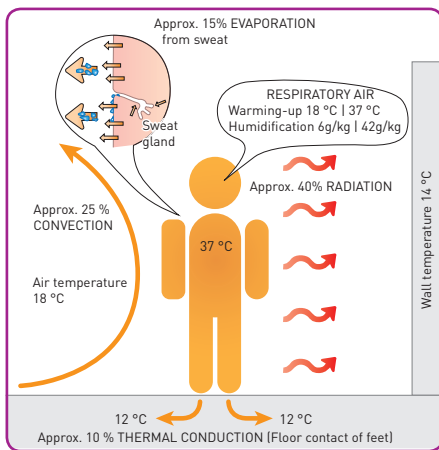 Approx. 15% EVAPORATION
from sweat
Sweat
gland
RESPIRATORY AIR
Warming-up 18 °C | 37 °C
Humidification 6g/kg | 42g/kg
Approx. 40% RADIATION
Approx. 25 %
CONVECTION
37 °C
Air temperature
18 °C
Wall temperature 14 °C
12 °C
12 °C
Approx. 10 % THERMAL CONDUCTION (Floor contact of feet)